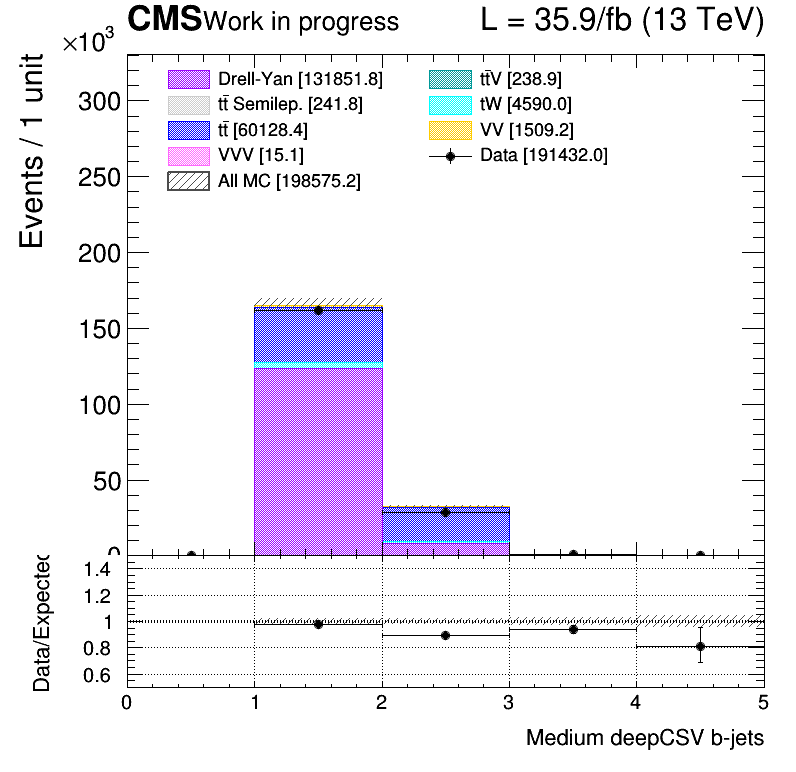 CMS Work in progress L = 35.9/fb (13 TeV)
×10³
Events / 1 unit
Drell-Yan [131851.8]
tt̄ Semilep. [241.8]
tt̄ [60128.4]
VVV [15.1]
All MC [198575.2]
tt̄V [238.9]
tW [4590.0]
VV [1509.2]
Data [191432.0]
300
250
200
150
100
50
0
Data/Expected
1.4
1.2
1
0.8
0.6
0 1 2 3 4 5
Medium deepCSV b-jets